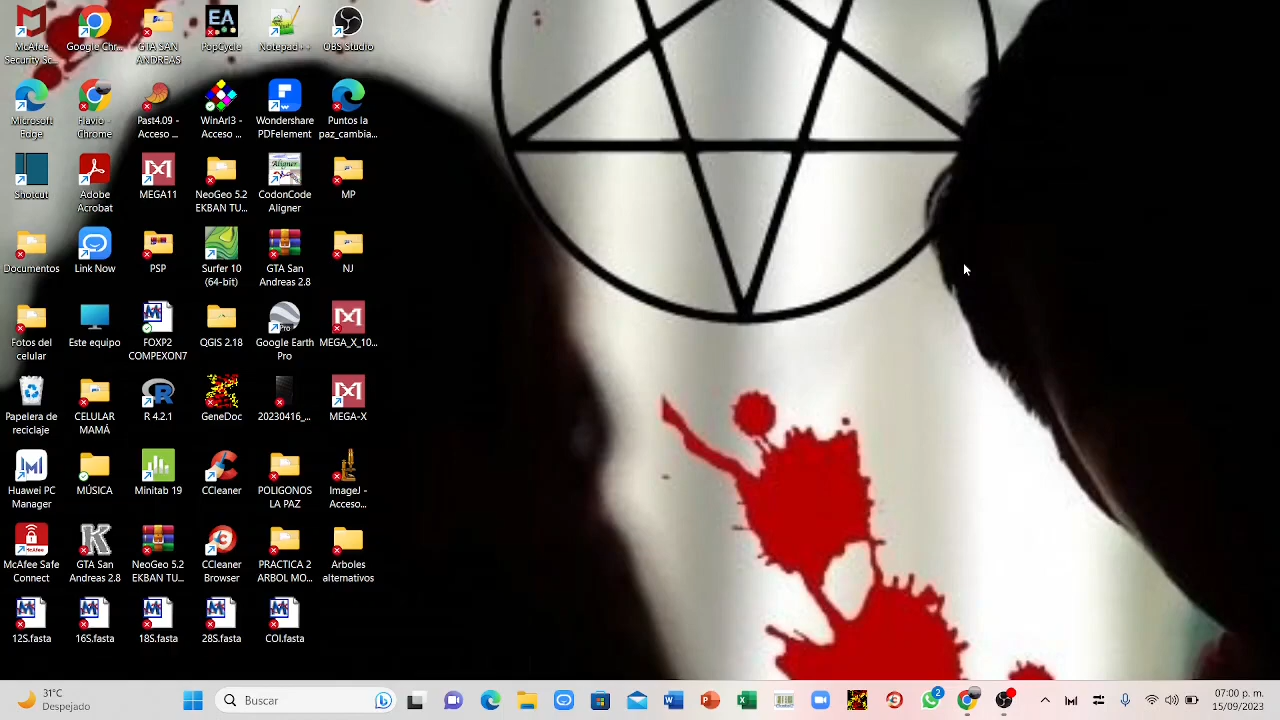 McAfee
Security Sc...
Google Chr...
GTA SAN
ANDREAS
EA
PopCycle
Notepad++
OBS Studio
Microsoft
Edge
Flavio -
Chrome
Past4.09 -
Acceso ...
WinArl3 -
Acceso ...
Wondershare
PDFelement
Puntos la
paz_cambia...
Shotcut
Adobe
Acrobat
MEGA11
NeoGeo 5.2
EKBAN TU...
Aligner
CodonCode
Aligner
MP
Documentos
Link Now
PSP
Surfer 10
(64-bit)
GTA San
Andreas 2.8
NJ
Fotos del
celular
Este equipo
FOXP2
COMPEXON7
QGIS 2.18
Pro
Google Earth
Pro
MEGA_X_10...
Papelera de
reciclaje
CELULAR
MAMÁ
R 4.2.1
GeneDoc
20230416_...
MEGA-X
Huawei PC
Manager
MÚSICA
Minitab 19
CCleaner
POLIGONOS
LA PAZ
ImageJ -
Acceso...
McAfee Safe
Connect
GTA San
Andreas 2.8
NeoGeo 5.2
EKBAN TU...
CCleaner
Browser
PRACTICA 2
ARBOL MO...
Arboles
alternativos
12S.fasta
16S.fasta
18S.fasta
28S.fasta
COI.fasta
31°C
Despejado
Buscar
2
07:00 p. m.
15/09/2023